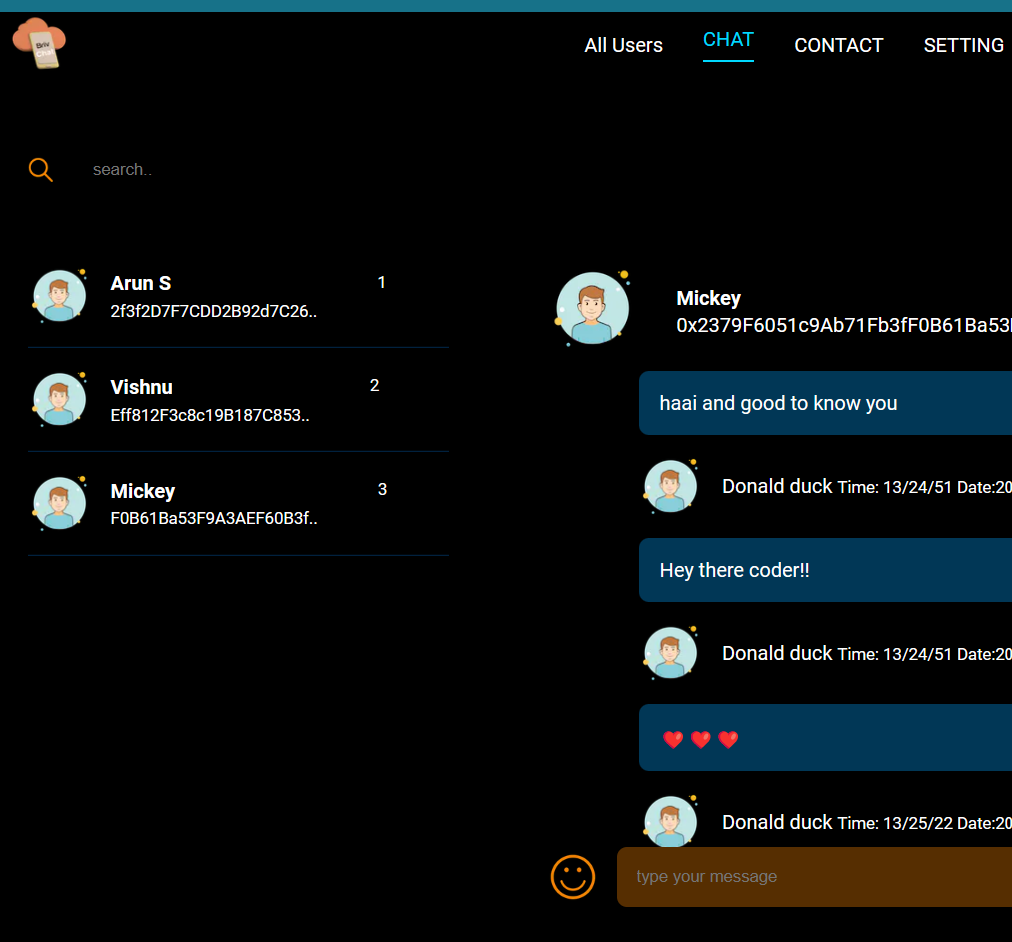 Briv
Chat
All Users
CHAT
CONTACT
SETTING
search..
Arun S
1
2f3f2D7F7CDD2B92d7C26..
Vishnu
2
Eff812F3c8c19B187C853..
Mickey
3
F0B61Ba53F9A3AEF60B3f..
Mickey
0x2379F6051c9Ab71Fb3fF0B61Ba53
haai and good to know you
Donald duck Time: 13/24/51 Date:20
Hey there coder!!
Donald duck Time: 13/24/51 Date:20
❤️ ❤️ ❤️
Donald duck Time: 13/25/22 Date:20
type your message